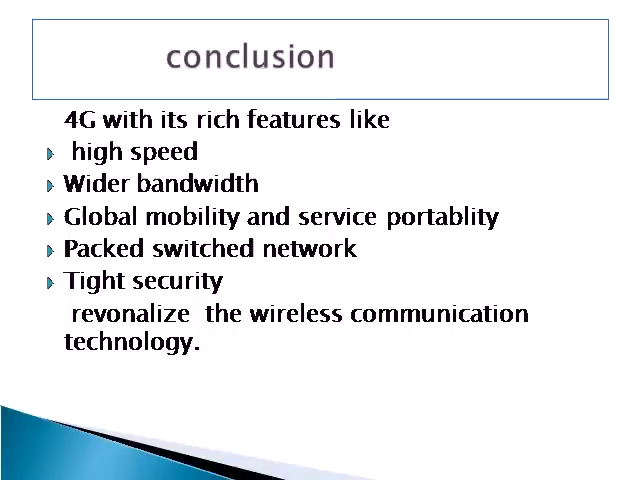 conclusion
4G with its rich features like
high speed
Wider bandwidth
Global mobility and service portablity
Packed switched network
Tight security
revonalize the wireless communication
technology.